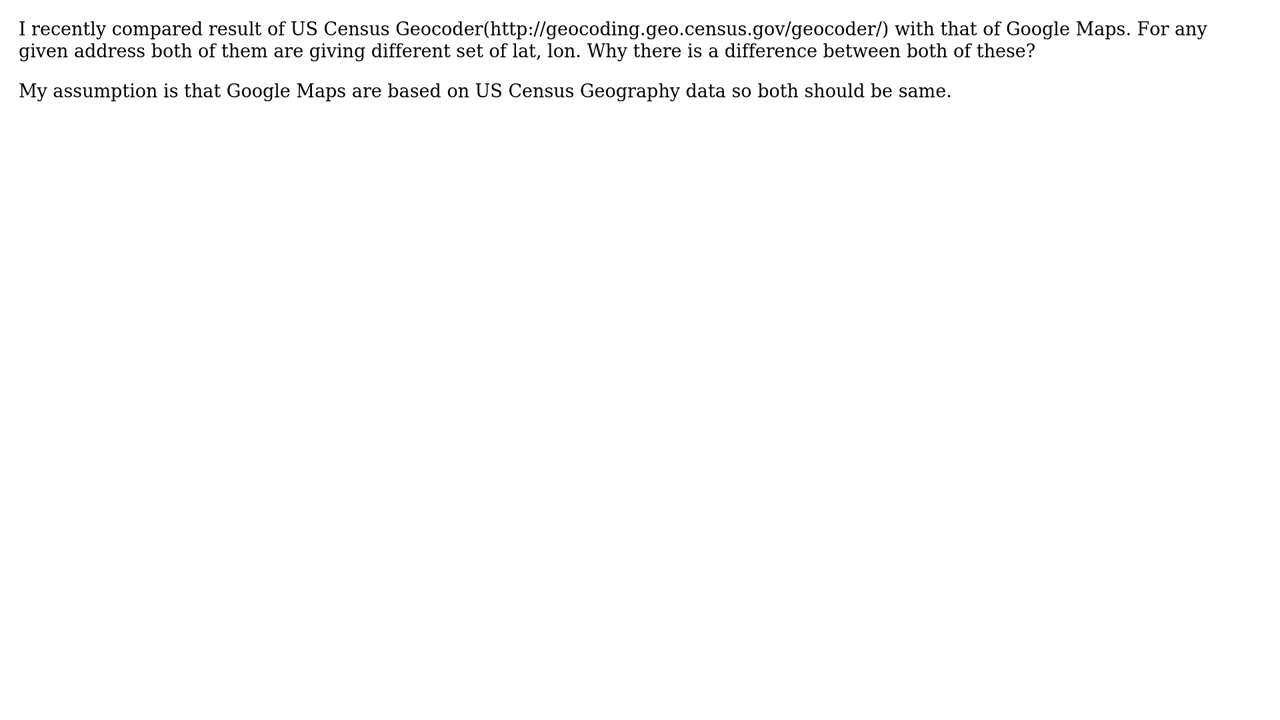 I recently compared result of US Census Geocoder(http://geocoding.geo.census.gov/geocoder/) with that of Google Maps. For any
given address both of them are giving different set of lat, lon. Why there is a difference between both of these?
My assumption is that Google Maps are based on US Census Geography data so both should be same.